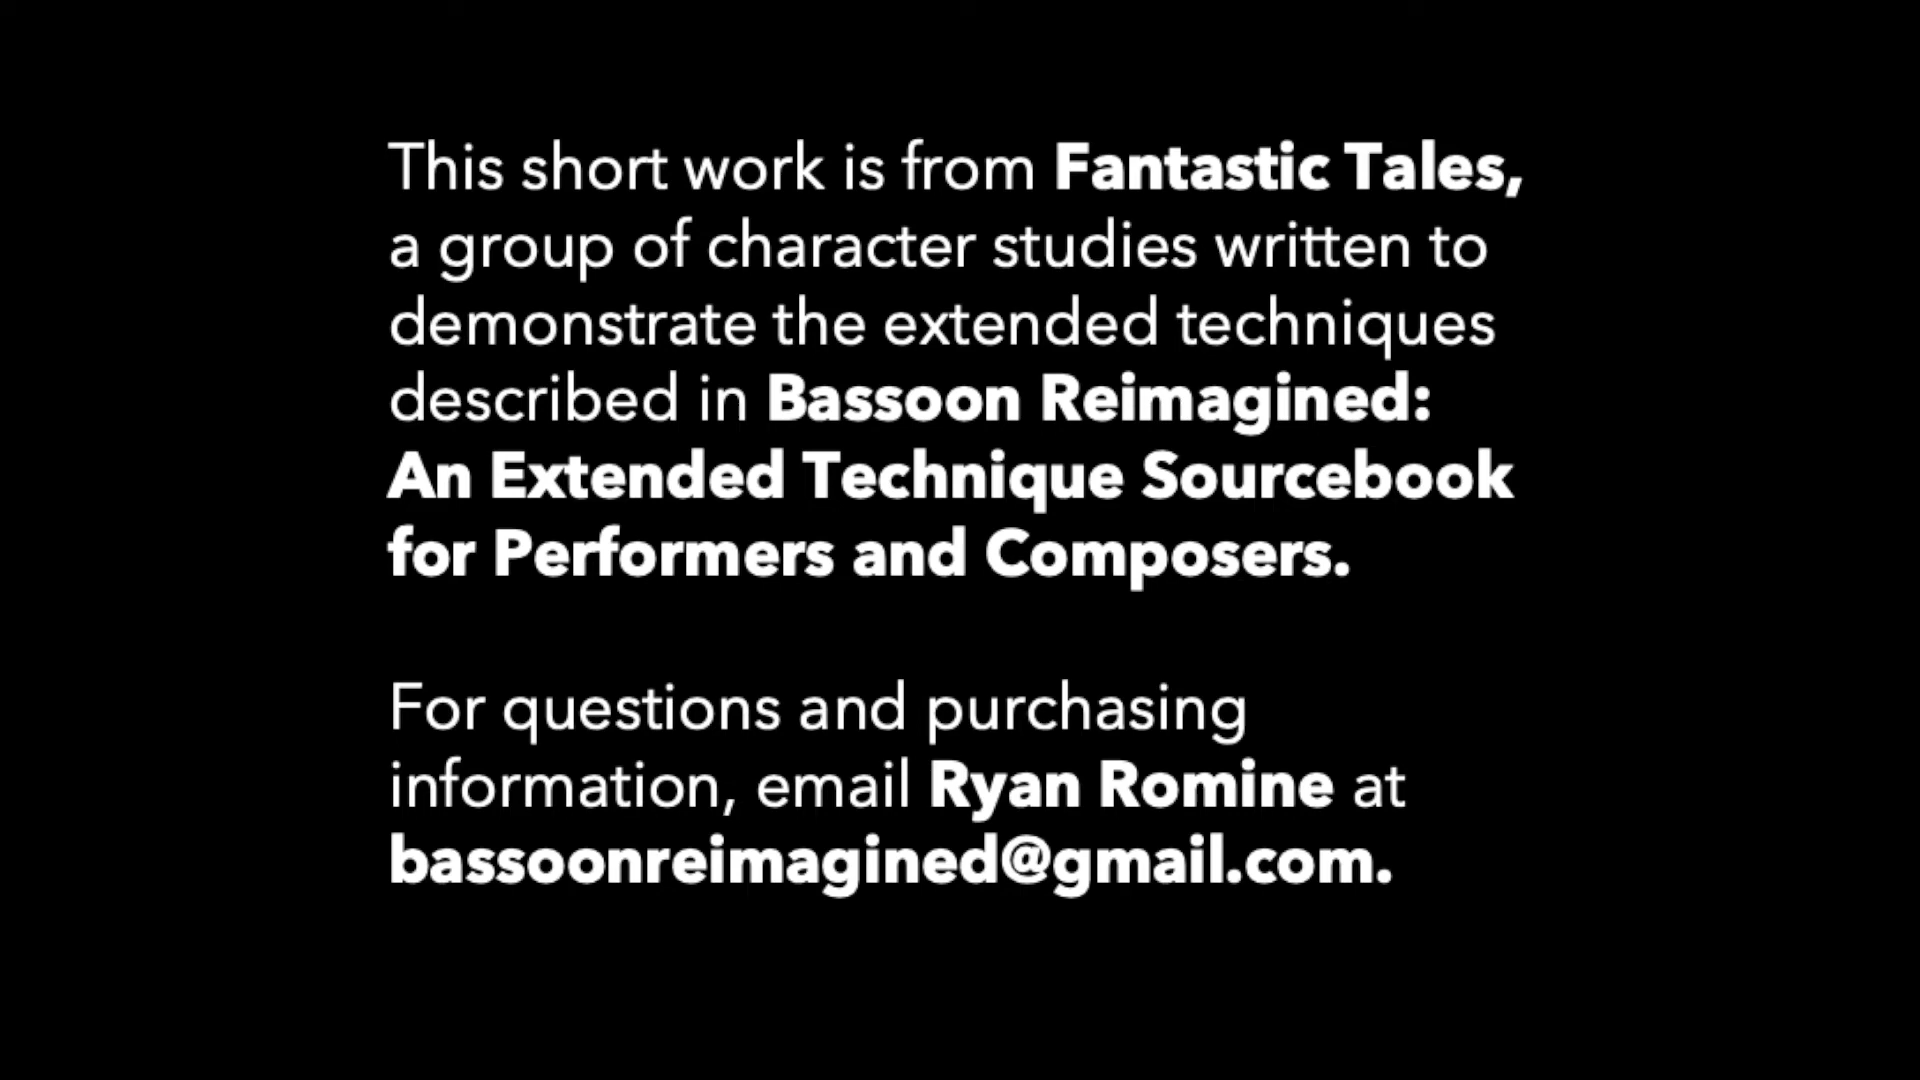 This short work is from Fantastic Tales,
a group of character studies written to
demonstrate the extended techniques
described in Bassoon Reimagined:
An Extended Technique Sourcebook
for Performers and Composers.
For questions and purchasing
information, email Ryan Romine at
bassoonreimagined@gmail.com.